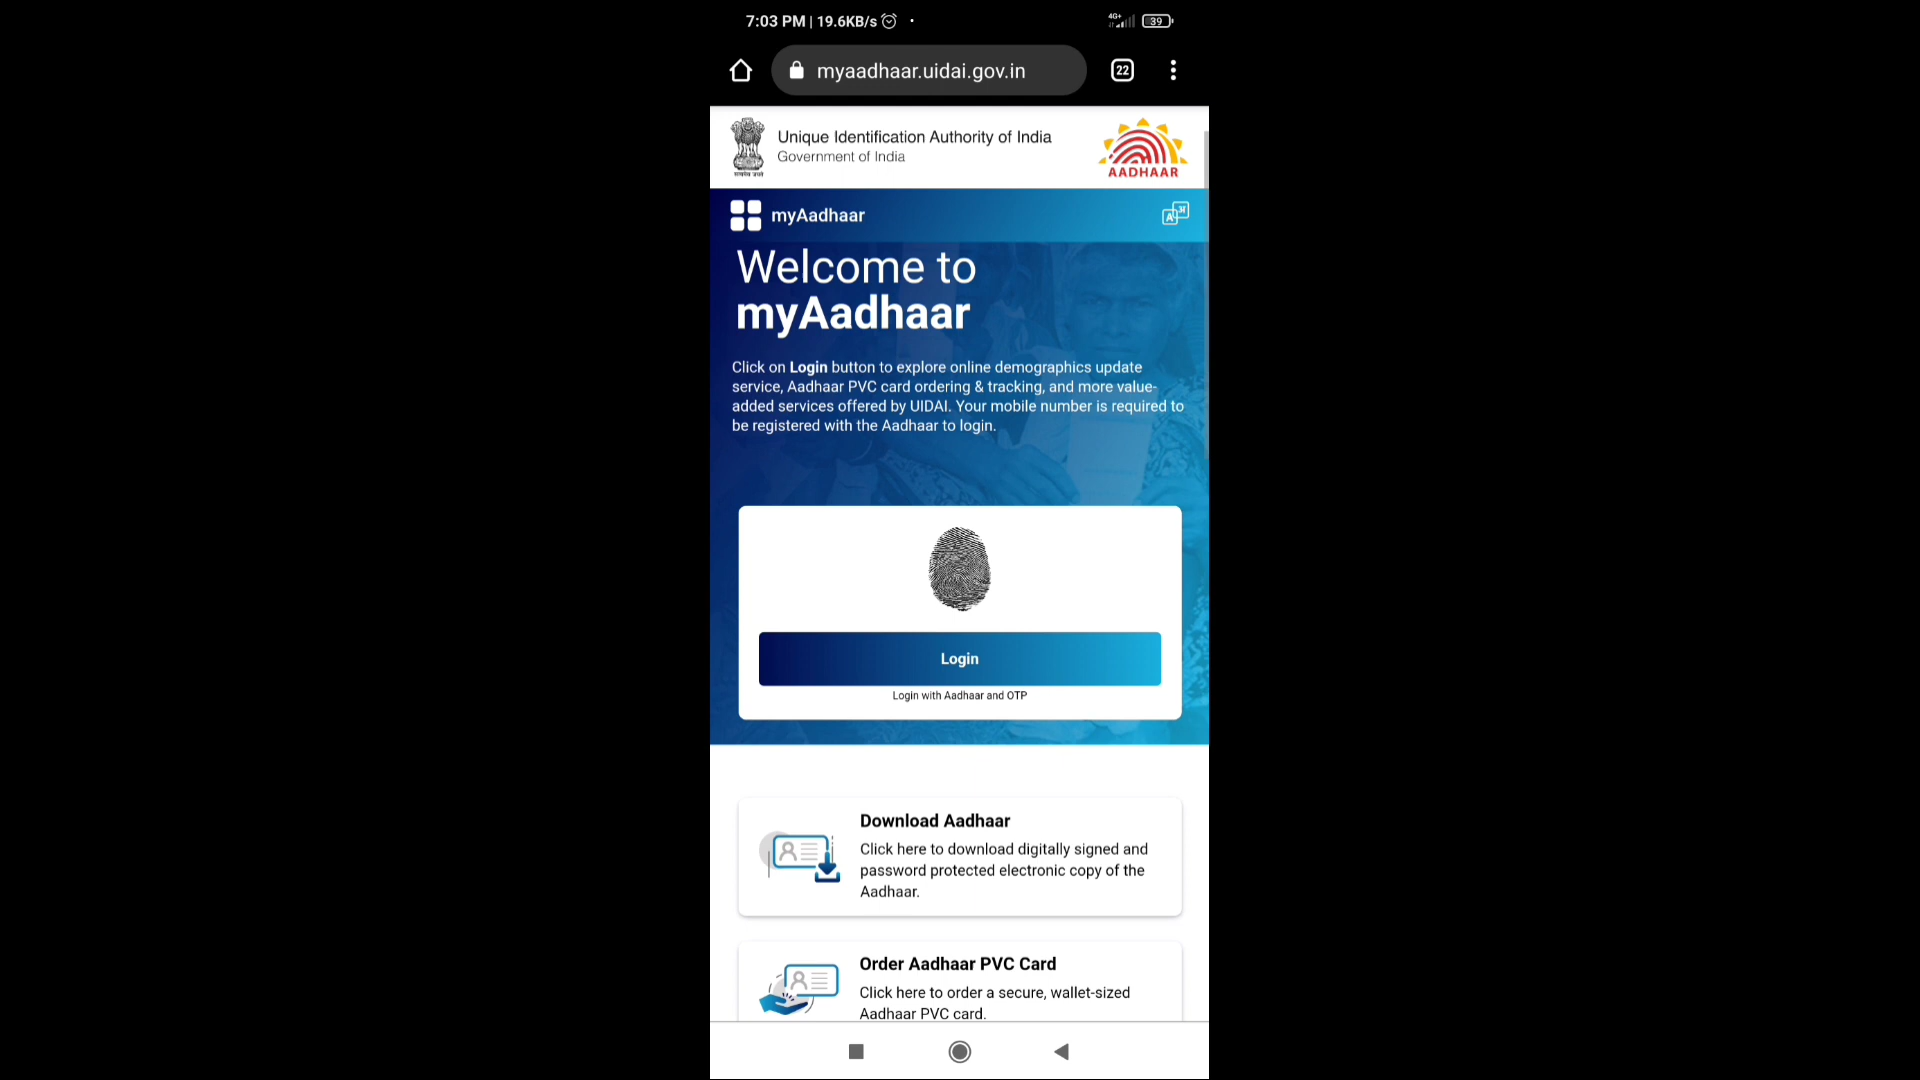 7:03 PM | 19.6KB/s
4G+
39
myaadhaar.uidai.gov.in
22
Unique Identification Authority of India
Government of India
सत्यमेव जयते
AADHAAR
myAadhaar
A अ
Welcome to
myAadhaar
Click on Login button to explore online demographics update
service, Aadhaar PVC card ordering & tracking, and more value-
added services offered by UIDAI. Your mobile number is required to
be registered with the Aadhaar to login.
Login
Login with Aadhaar and OTP
Download Aadhaar
Click here to download digitally signed and
password protected electronic copy of the
Aadhaar.
Order Aadhaar PVC Card
Click here to order a secure, wallet-sized
Aadhaar PVC card.